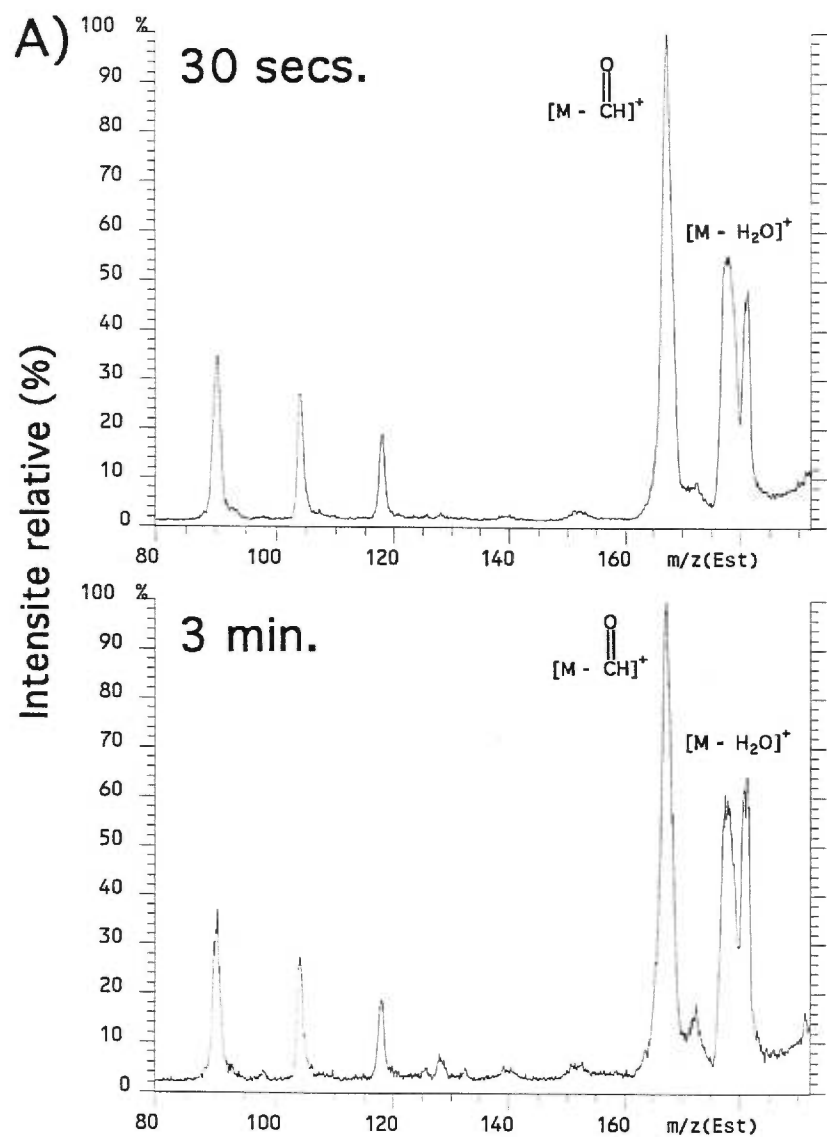 A)
30 secs.
Intensite relative (%)
100 %
90
80
70
60
50
40
30
20
10
0
O
[M - CH]+
[M - H₂O]+
80 100 120 140 160 m/z(Est)
3 min.
100 %
90
80
70
60
50
40
30
20
10
0
O
[M - CH]+
[M - H₂O]+
80 100 120 140 160 m/z(Est)